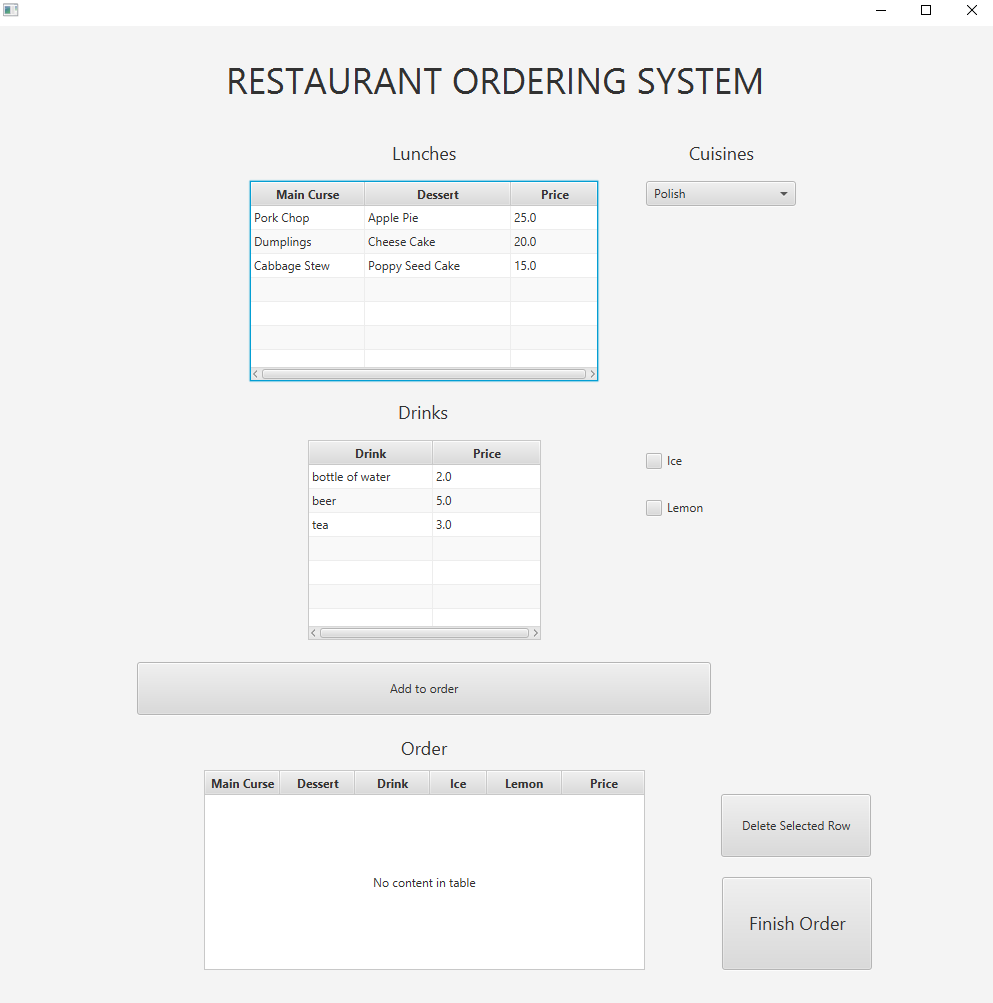 RESTAURANT ORDERING SYSTEM
Lunches
Cuisines
Main Curse Dessert Price
Polish
Pork Chop Apple Pie 25.0
Dumplings Cheese Cake 20.0
Cabbage Stew Poppy Seed Cake 15.0
Drinks
Drink Price
Ice
bottle of water 2.0
beer 5.0
Lemon
tea 3.0
Add to order
Order
Main Curse Dessert Drink Ice Lemon Price
Delete Selected Row
No content in table
Finish Order